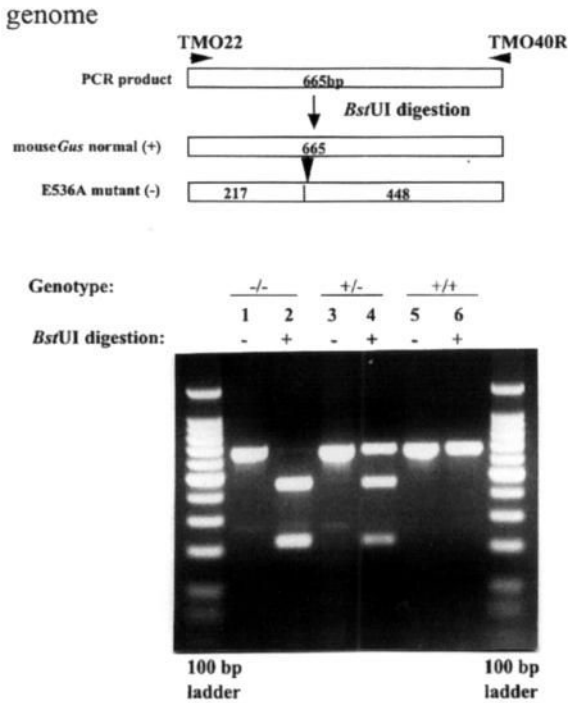 genome
TMO22 TMO40R
PCR product 665bp
BstUI digestion
mouseGus normal (+) 665
E536A mutant (-) 217 448
Genotype: -/- +/- +/+
1 2 3 4 5 6
BstUI digestion: - + - + - +
100 bp 100 bp
ladder ladder